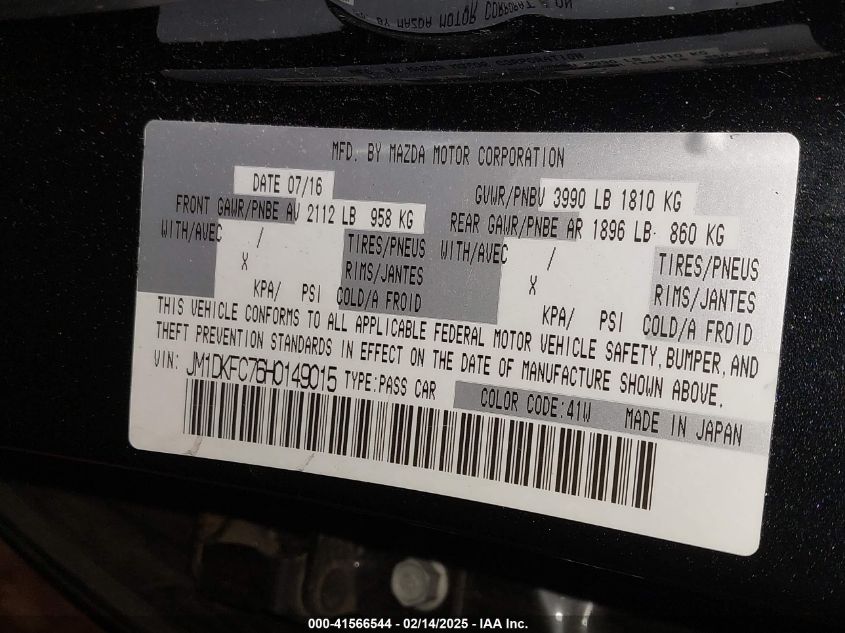 MFD. BY MAZDA MOTOR CORPORATION
DATE 07/16 GVWR/PNBV 3990 LB 1810 KG
FRONT GAWR/PNBE AV 2112 LB 958 KG REAR GAWR/PNBE AR 1896 LB 860 KG
WITH/AVEC / TIRES/PNEUS WITH/AVEC / TIRES/PNEUS
X RIMS/JANTES X RIMS/JANTES
KPA/ PSI COLD/A FROID KPA/ PSI COLD/A FROID
THIS VEHICLE CONFORMS TO ALL APPLICABLE FEDERAL MOTOR VEHICLE SAFETY, BUMPER, AND
THEFT PREVENTION STANDARDS IN EFFECT ON THE DATE OF MANUFACTURE SHOWN ABOVE.
VIN: JM1DKFC76H0149015 TYPE:PASS CAR COLOR CODE:41W MADE IN JAPAN
000-41566544 - 02/14/2025 - IAA Inc.